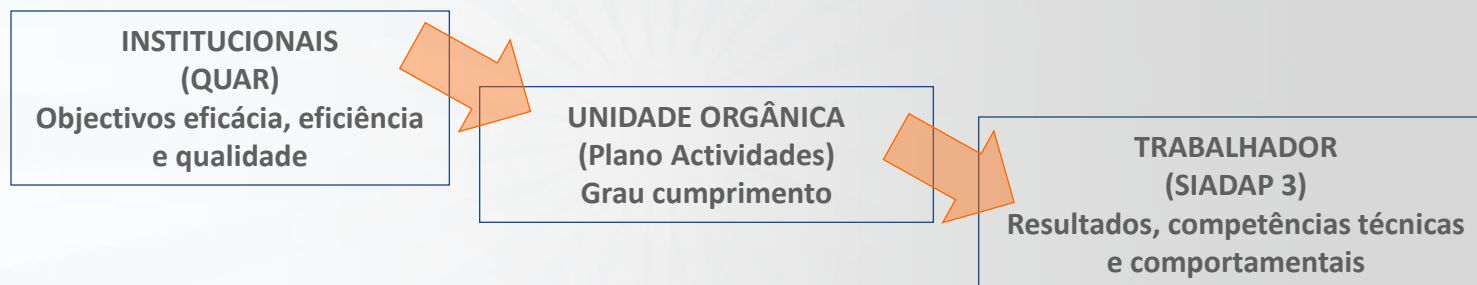 INSTITUCIONAIS
(QUAR)
Objectivos eficácia, eficiência
e qualidade
UNIDADE ORGÂNICA
(Plano Actividades)
Grau cumprimento
TRABALHADOR
(SIADAP 3)
Resultados, competências técnicas
e comportamentais